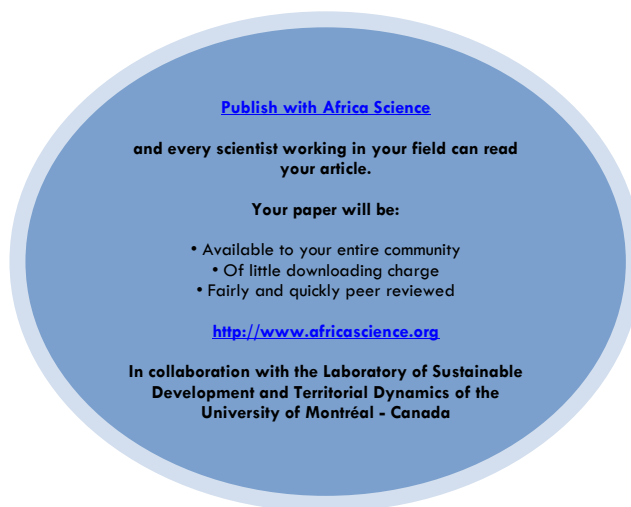 Publish with Africa Science
and every scientist working in your field can read
your article.
Your paper will be:
• Available to your entire community
• Of little downloading charge
• Fairly and quickly peer reviewed
http://www.africascience.org
In collaboration with the Laboratory of Sustainable
Development and Territorial Dynamics of the
University of Montréal - Canada